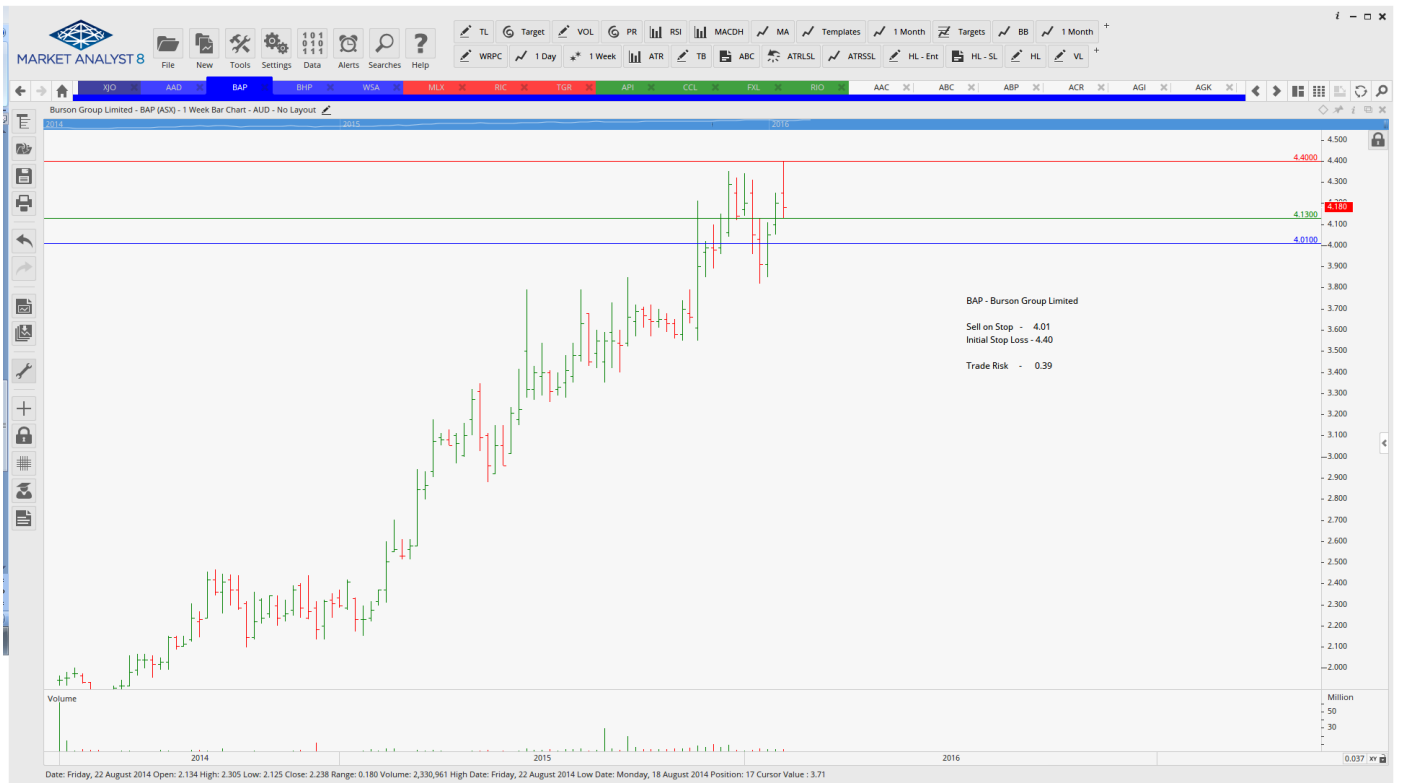 i
MARKET ANALYST 8
File New Tools Settings Data Alerts Searches Help
101
010
111
TL Target VOL PR RSI MACDH MA Templates 1 Month Targets BB 1 Month +
WRPC 1 Day 1 Week ATR TB ABC ATRLSL ATRSSL HL - Ent HL - SL HL VL +
XJO AAD BAP BHP WSA MLX RIC TGR API CCL FXL RIO AAC ABC ABP ACR AGI AGK
Burson Group Limited - BAP (ASX) - 1 Week Bar Chart - AUD - No Layout
2014 2015 2016
4.500
4.4000 4.400
4.300
4.180
4.1300
4.100
4.0100 4.000
3.900
3.800
BAP - Burson Group Limited
3.700
Sell on Stop - 4.01
3.600
Initial Stop Loss - 4.40
3.500
Trade Risk - 0.39
3.400
3.300
3.200
3.100
3.000
2.900
2.800
2.700
2.600
2.500
2.400
2.300
2.200
2.100
2.000
Volume Million
50
30
2014 2015 2016 0.037 XY
Date: Friday, 22 August 2014 Open: 2.134 High: 2.305 Low: 2.125 Close: 2.238 Range: 0.180 Volume: 2,330,961 High Date: Friday, 22 August 2014 Low Date: Monday, 18 August 2014 Position: 17 Cursor Value : 3.71